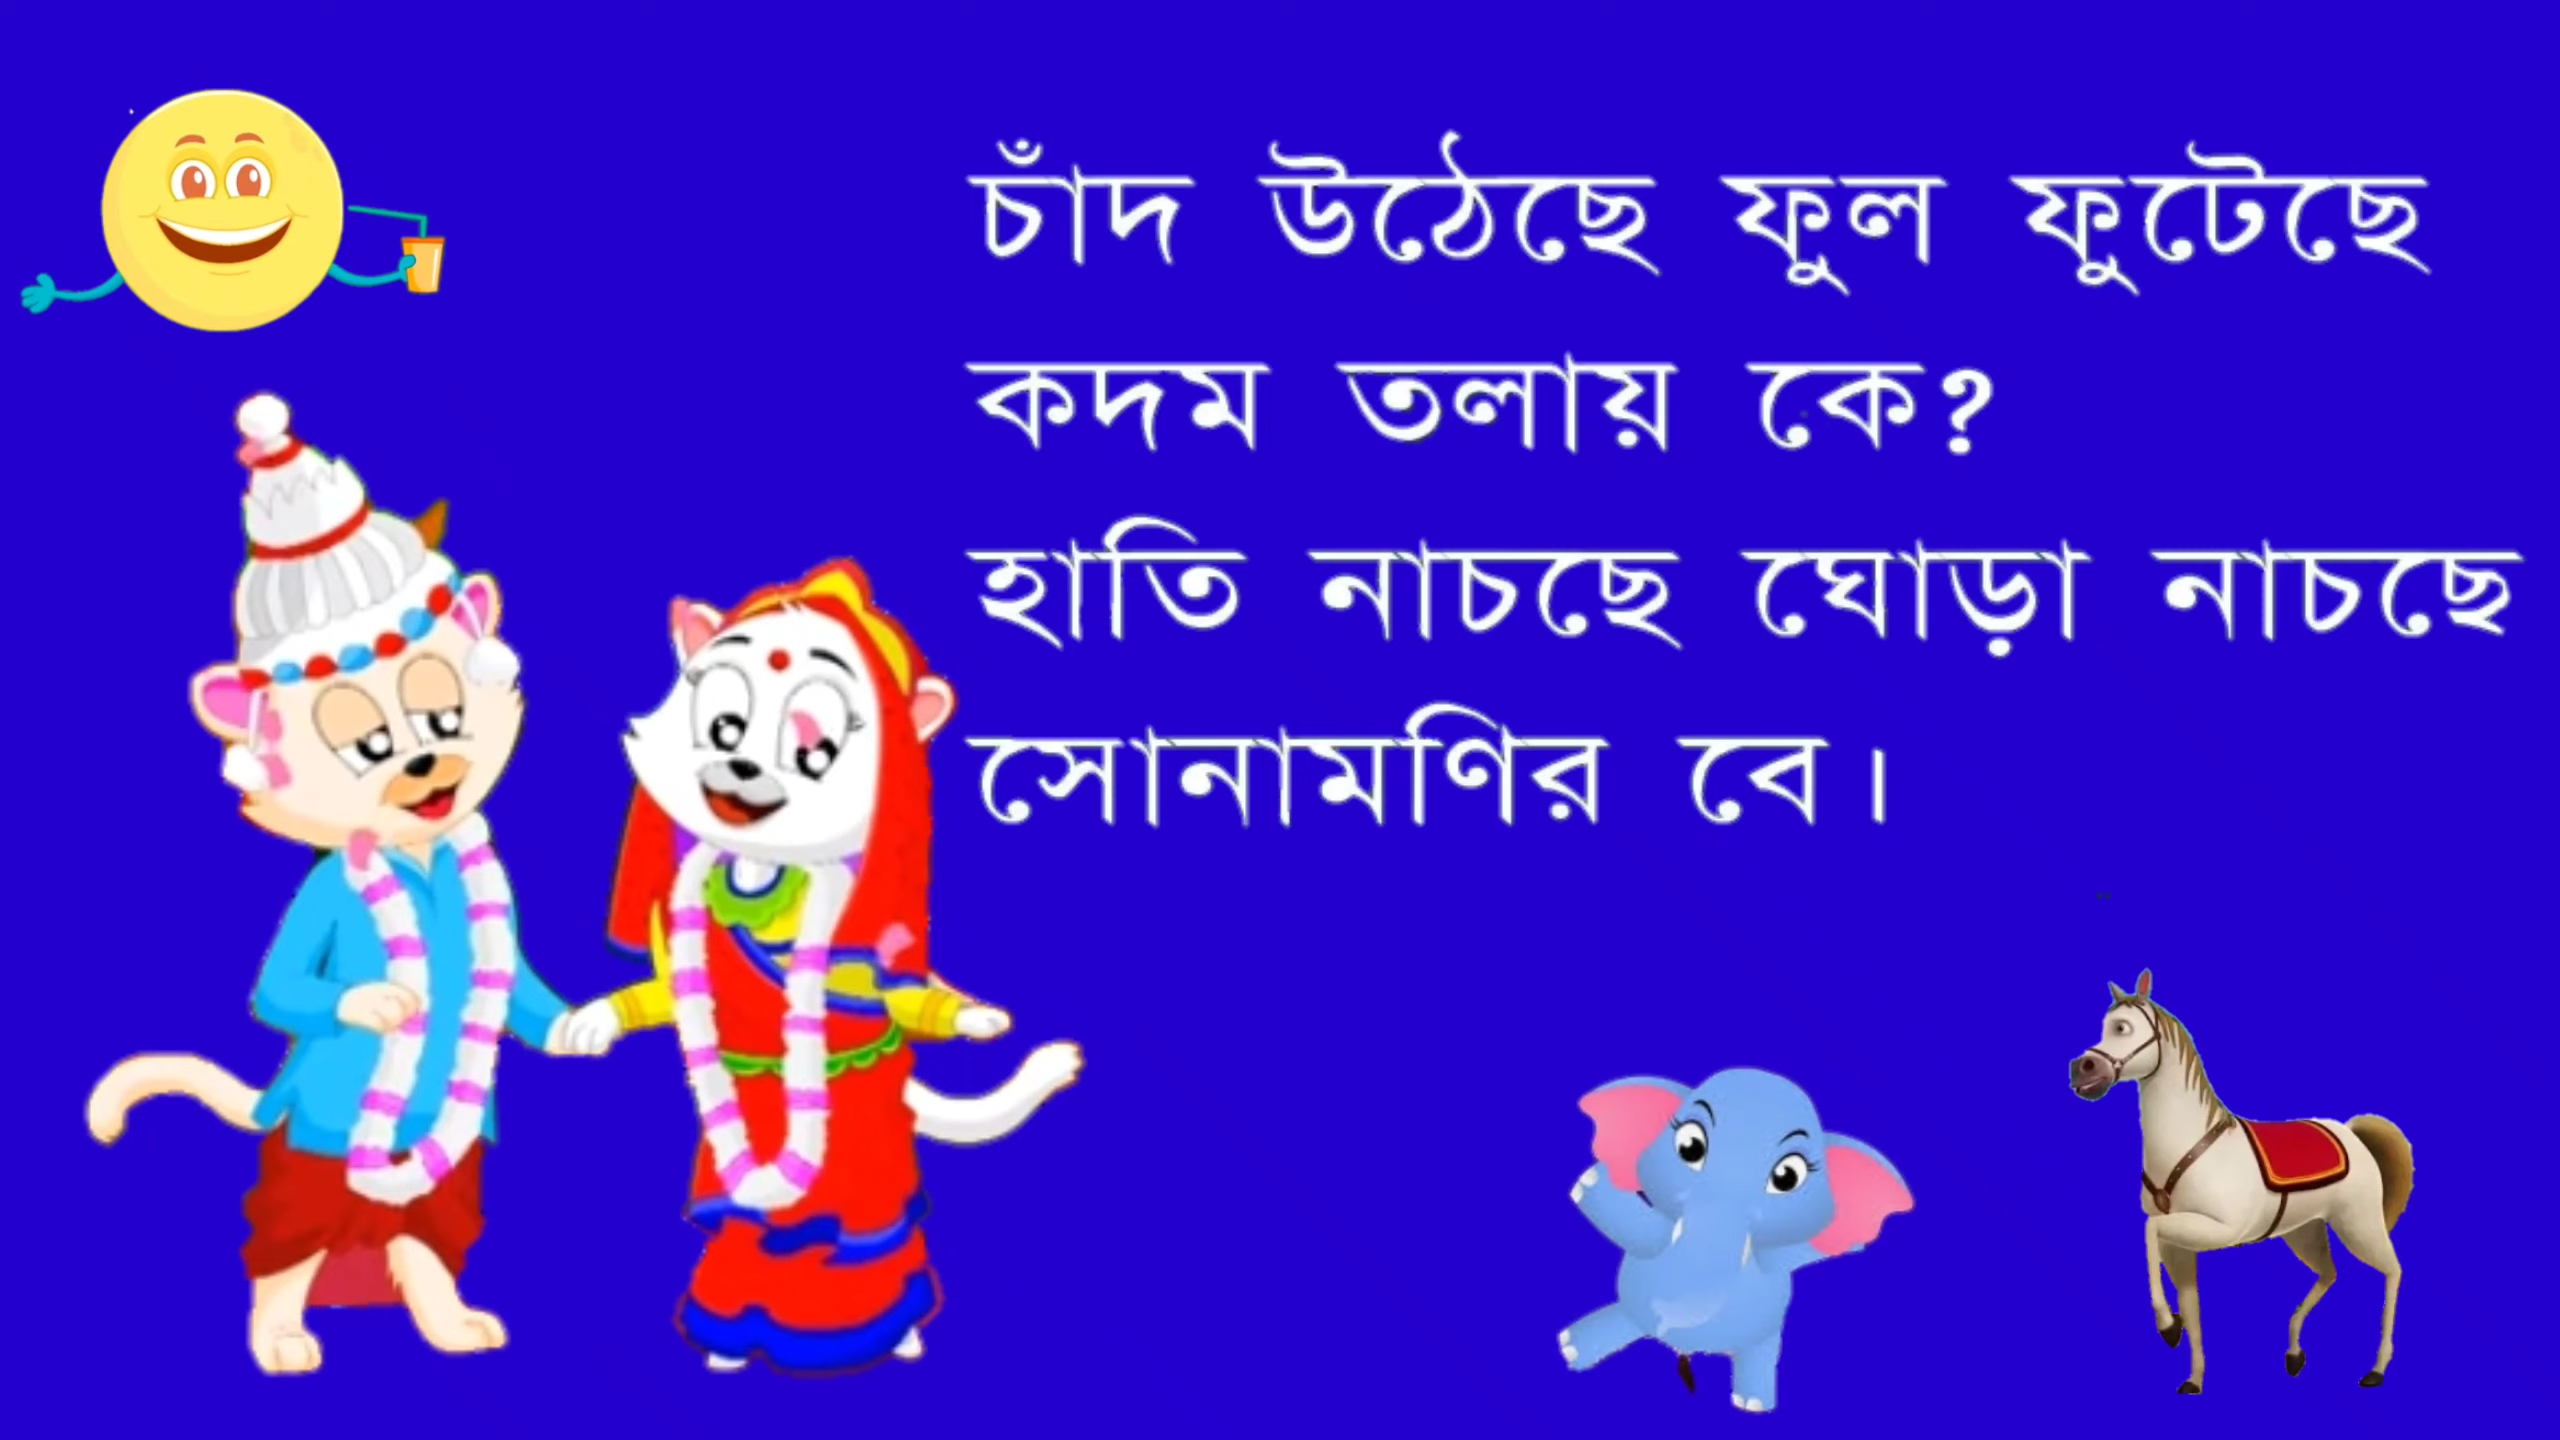 চাঁদ উঠেছে ফুল ফুটেছে
কদম তলায় কে?
হাতি নাচছে ঘোড়া নাচছে
সোনামণির বে।